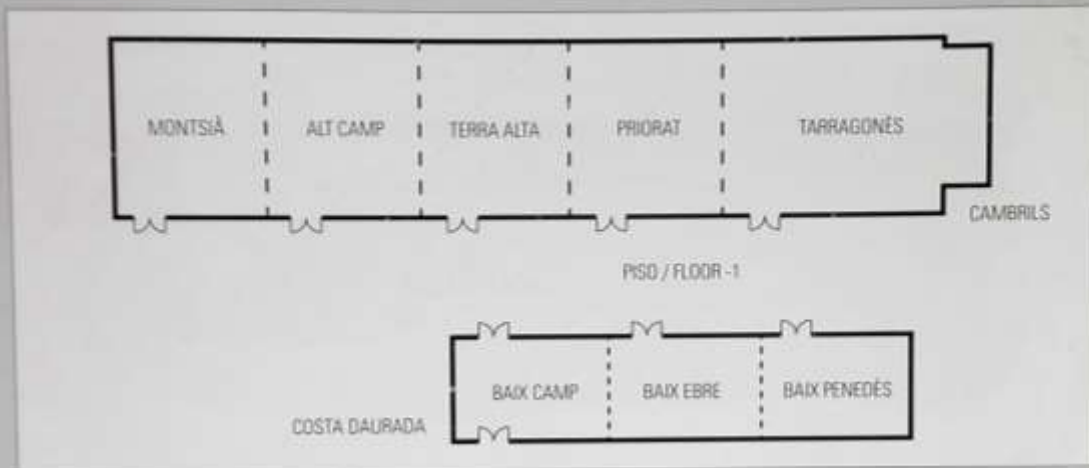 MONTSIÀ
ALT CAMP
TERRA ALTA
PRIORAT
TARRAGONÈS
CAMBRILS
PISO / FLOOR -1
BAIX CAMP
BAIX EBRE
BAIX PENEDÈS
COSTA DAURADA